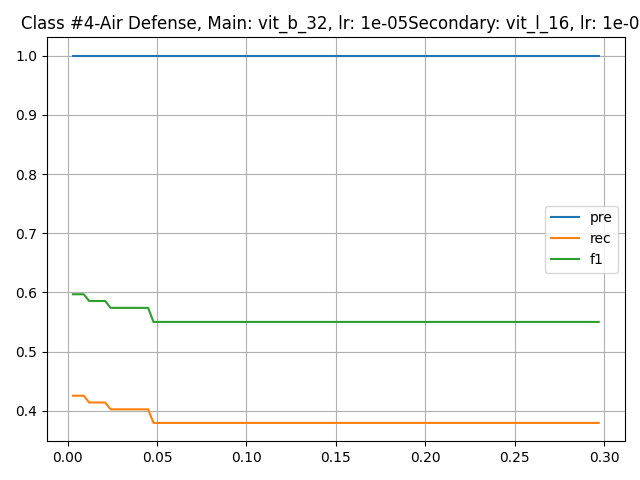 Class #4-Air Defense, Main: vit_b_32, lr: 1e-05Secondary: vit_l_16, lr: 1e-0
1.0
0.9
0.8
0.7
0.6
0.5
0.4
pre
rec
f1
0.00 0.05 0.10 0.15 0.20 0.25 0.30